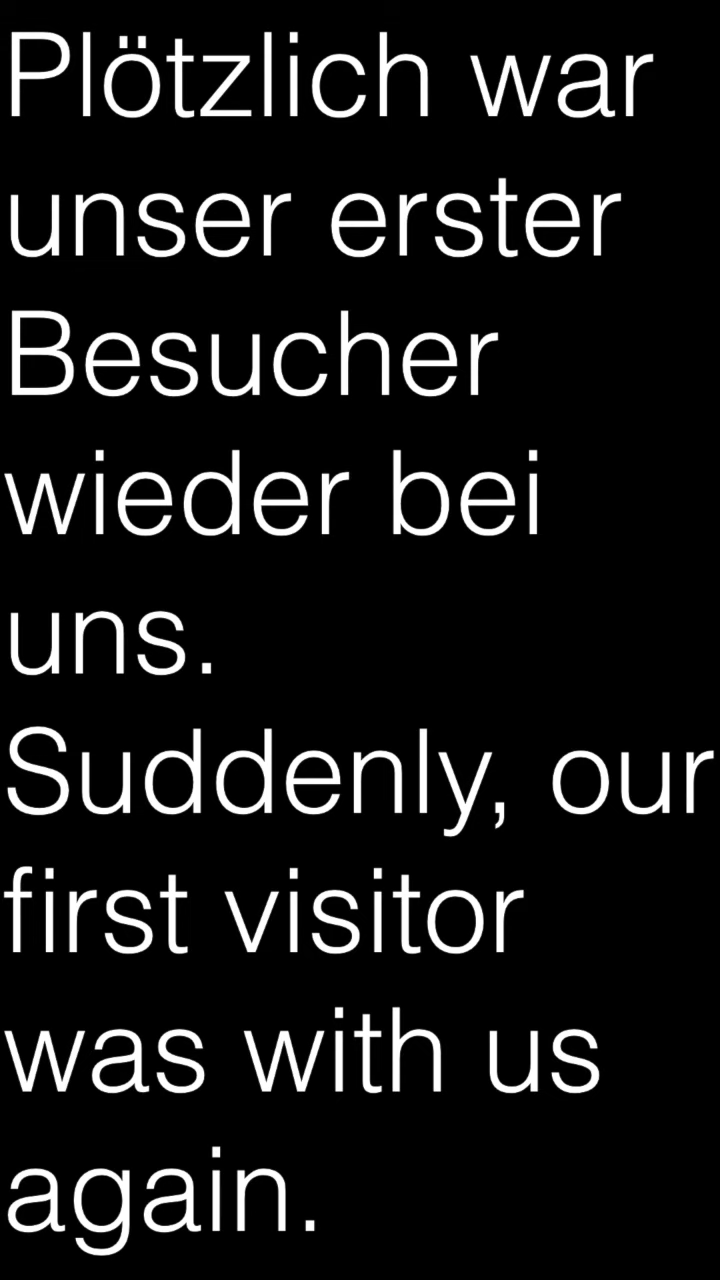 Plötzlich war
unser erster
Besucher
wieder bei
uns.
Suddenly, our
first visitor
was with us
again.